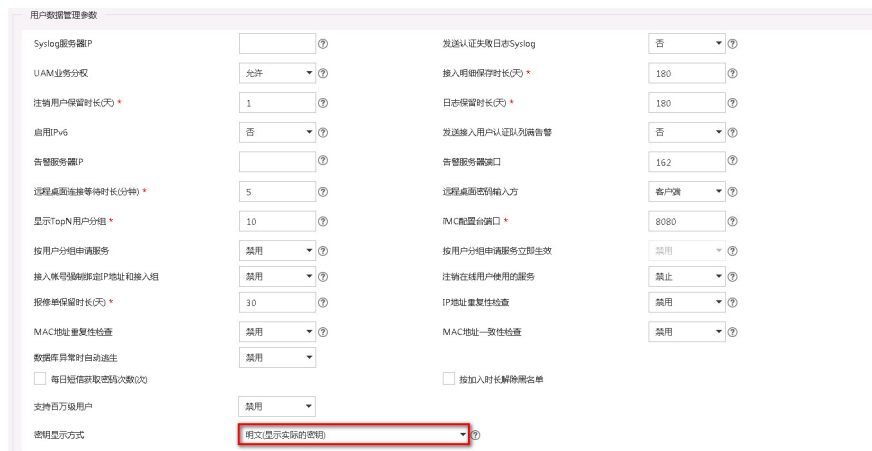 用户数据管理参数
Syslog服务器IP 发送认证失败日志Syslog 否
UAM业务分权 允许 接入明细保存时长(天) * 180
注销用户保留时长(天) * 1 日志保留时长(天) * 180
启用IPv6 否 发送接入用户认证队列满告警 否
告警服务器IP 告警服务器端口 162
远程桌面连接等待时长(分钟) * 5 远程桌面密码输入方 客户端
显示TopN用户分组 * 10 iMC配置台端口 * 8080
按用户分组申请服务 禁用 按用户分组申请服务立即生效 禁用
接入帐号强制绑定IP地址和接入组 禁用 注销在线用户使用的服务 禁止
报修单保留时长(天) * 30 IP地址重复性检查 禁用
MAC地址重复性检查 禁用 MAC地址一致性检查 禁用
数据库异常时自动逃生 禁用
每日短信获取密码次数(次) 按加入时长解除黑名单
支持百万级用户 禁用
密钥显示方式 明文(显示实际的密钥)